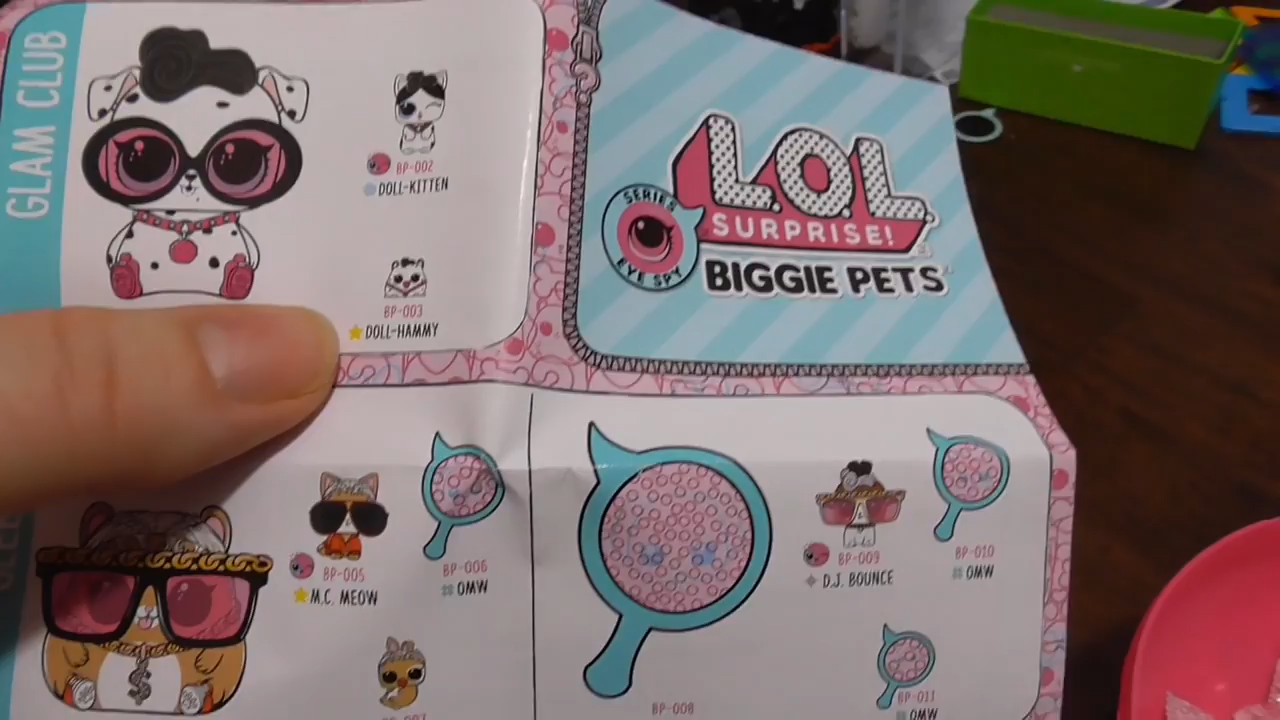 GLAM CLUB
BP-002
DOLL-KITTEN
BP-003
DOLL-HAMMY
L.O.L.
SURPRISE!
SERIES
EYE SPY
BIGGIE PETS
BP-005
M.C. MEOW
BP-006
OMW
BP-008
BP-009
D.J. BOUNCE
BP-010
OMW
BP-011
OMW